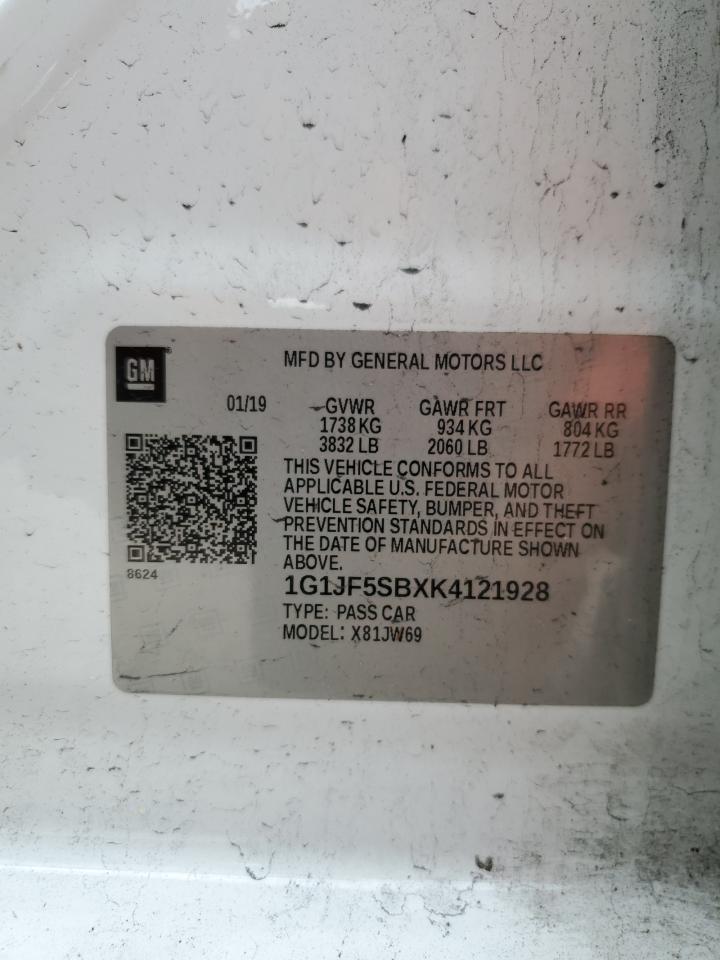 GM
MFD BY GENERAL MOTORS LLC
01/19 GVWR GAWR FRT GAWR RR
1738 KG 934 KG 804 KG
3832 LB 2060 LB 1772 LB
THIS VEHICLE CONFORMS TO ALL
APPLICABLE U.S. FEDERAL MOTOR
VEHICLE SAFETY, BUMPER, AND THEFT
PREVENTION STANDARDS IN EFFECT ON
THE DATE OF MANUFACTURE SHOWN
ABOVE.
8624
1G1JF5SBXK4121928
TYPE: PASS CAR
MODEL: X81JW69